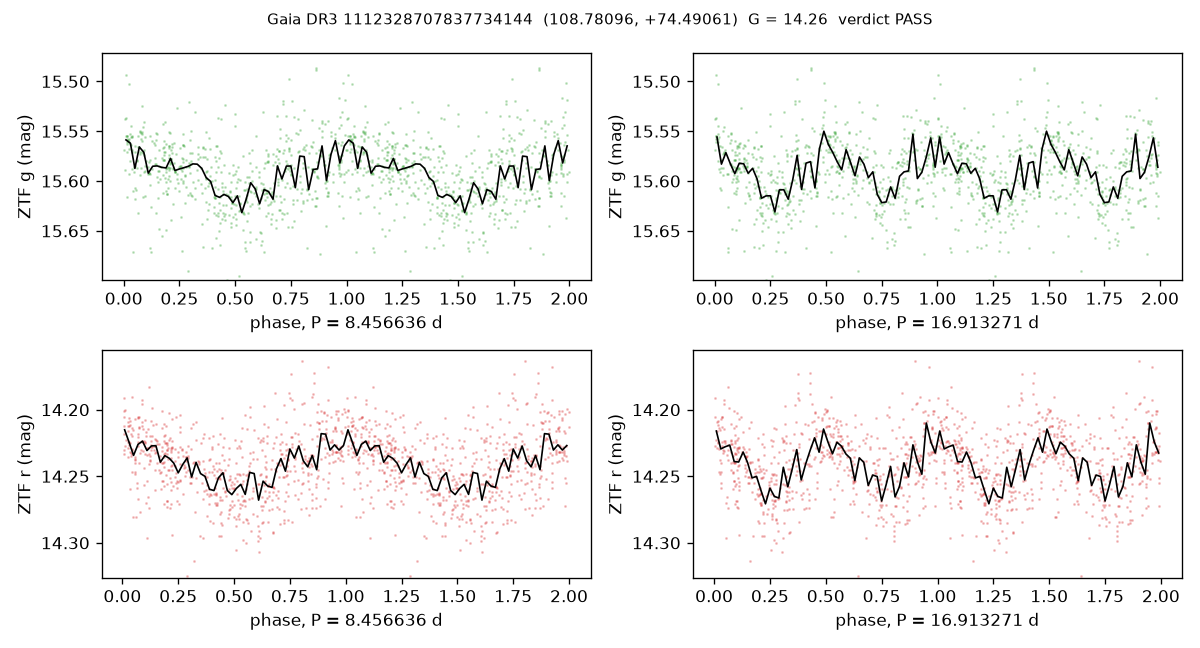 Gaia DR3 1112328707837734144 (108.78096, +74.49061) G = 14.26 verdict PASS
ZTF g (mag)
15.50
15.55
15.60
15.65
0.00 0.25 0.50 0.75 1.00 1.25 1.50 1.75 2.00
phase, P = 8.456636 d
ZTF g (mag)
15.50
15.55
15.60
15.65
0.00 0.25 0.50 0.75 1.00 1.25 1.50 1.75 2.00
phase, P = 16.913271 d
ZTF r (mag)
14.20
14.25
14.30
0.00 0.25 0.50 0.75 1.00 1.25 1.50 1.75 2.00
phase, P = 8.456636 d
ZTF r (mag)
14.20
14.25
14.30
0.00 0.25 0.50 0.75 1.00 1.25 1.50 1.75 2.00
phase, P = 16.913271 d